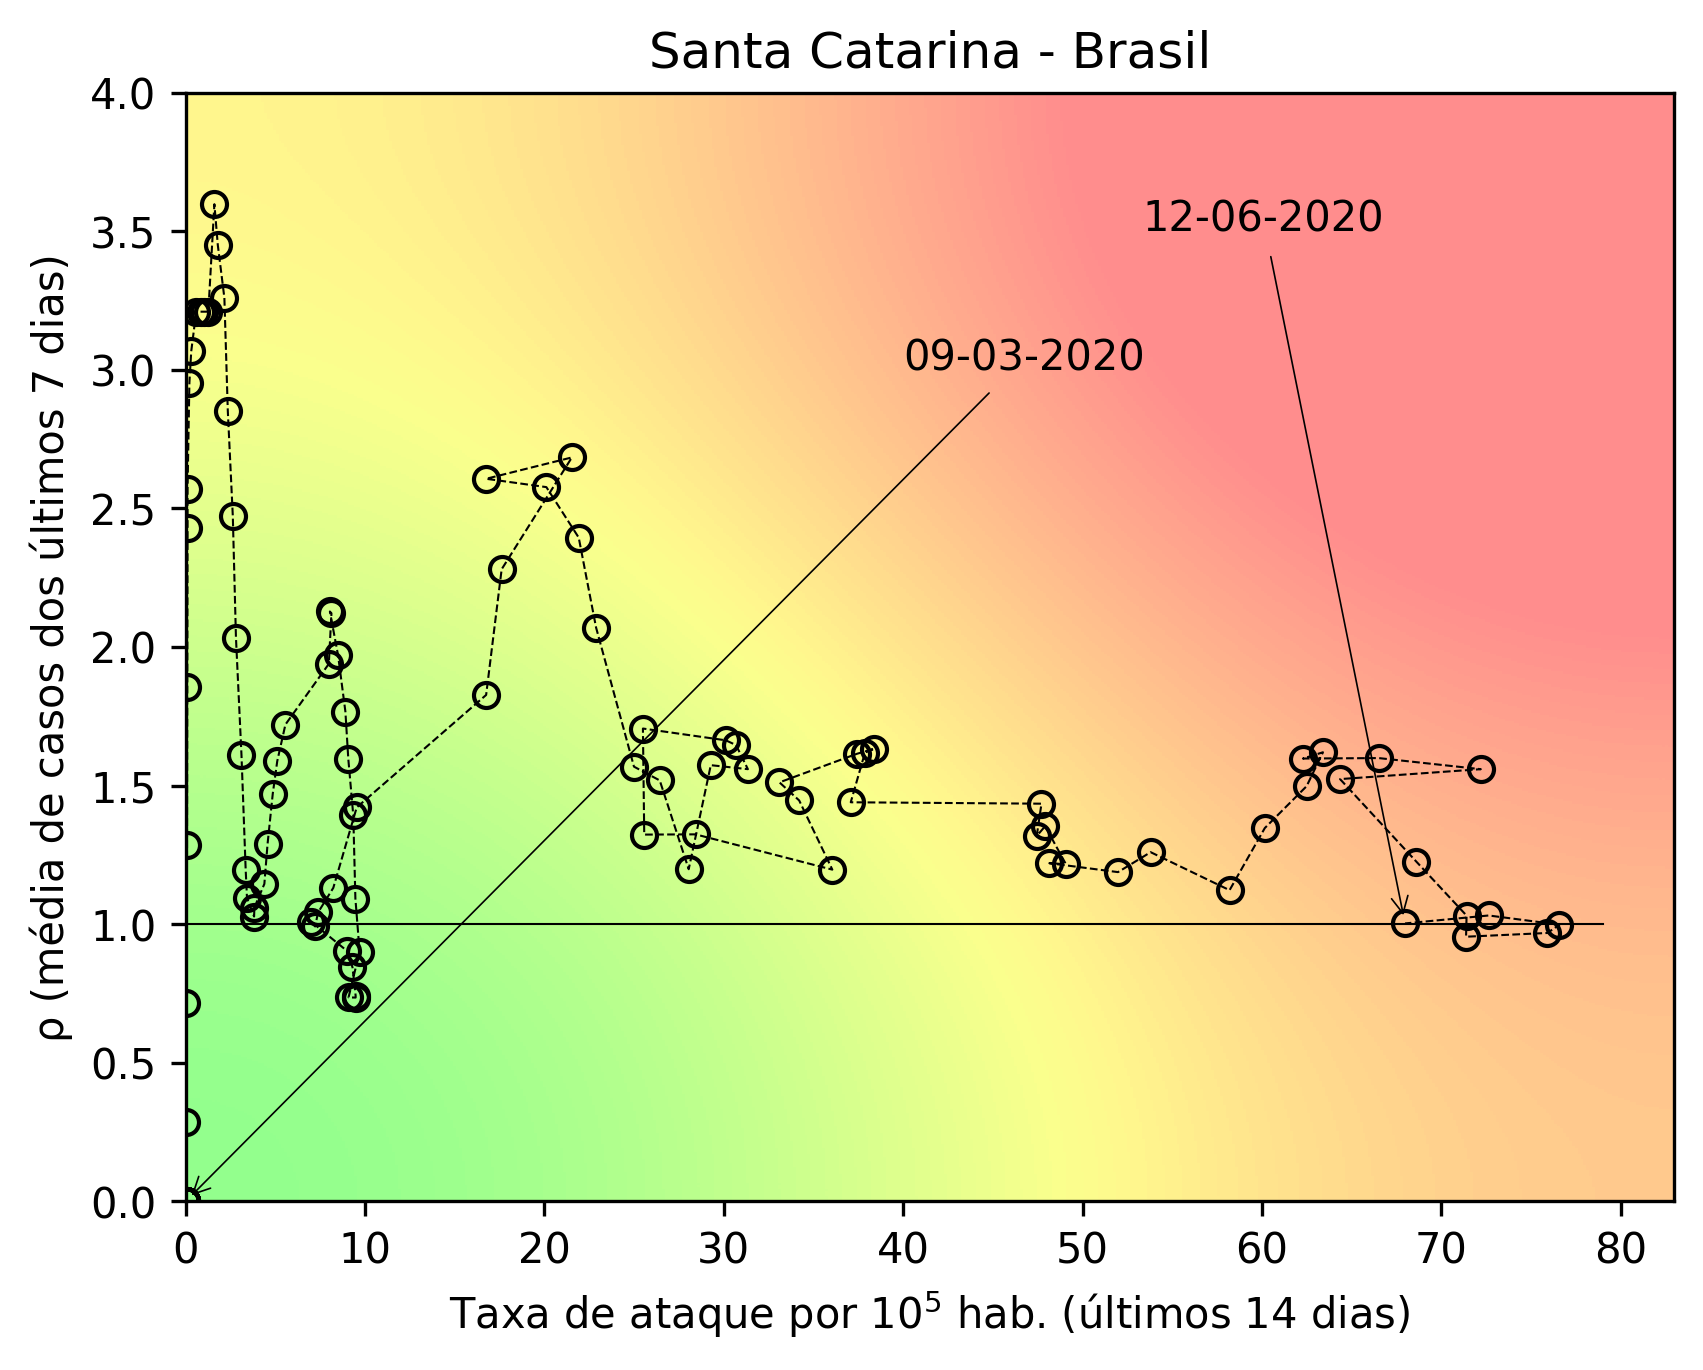 Santa Catarina - Brasil
ρ (média de casos dos últimos 7 dias)
4.0
3.5
3.0
2.5
2.0
1.5
1.0
0.5
0.0
12-06-2020
09-03-2020
0 10 20 30 40 50 60 70 80
Taxa de ataque por 10⁵ hab. (últimos 14 dias)